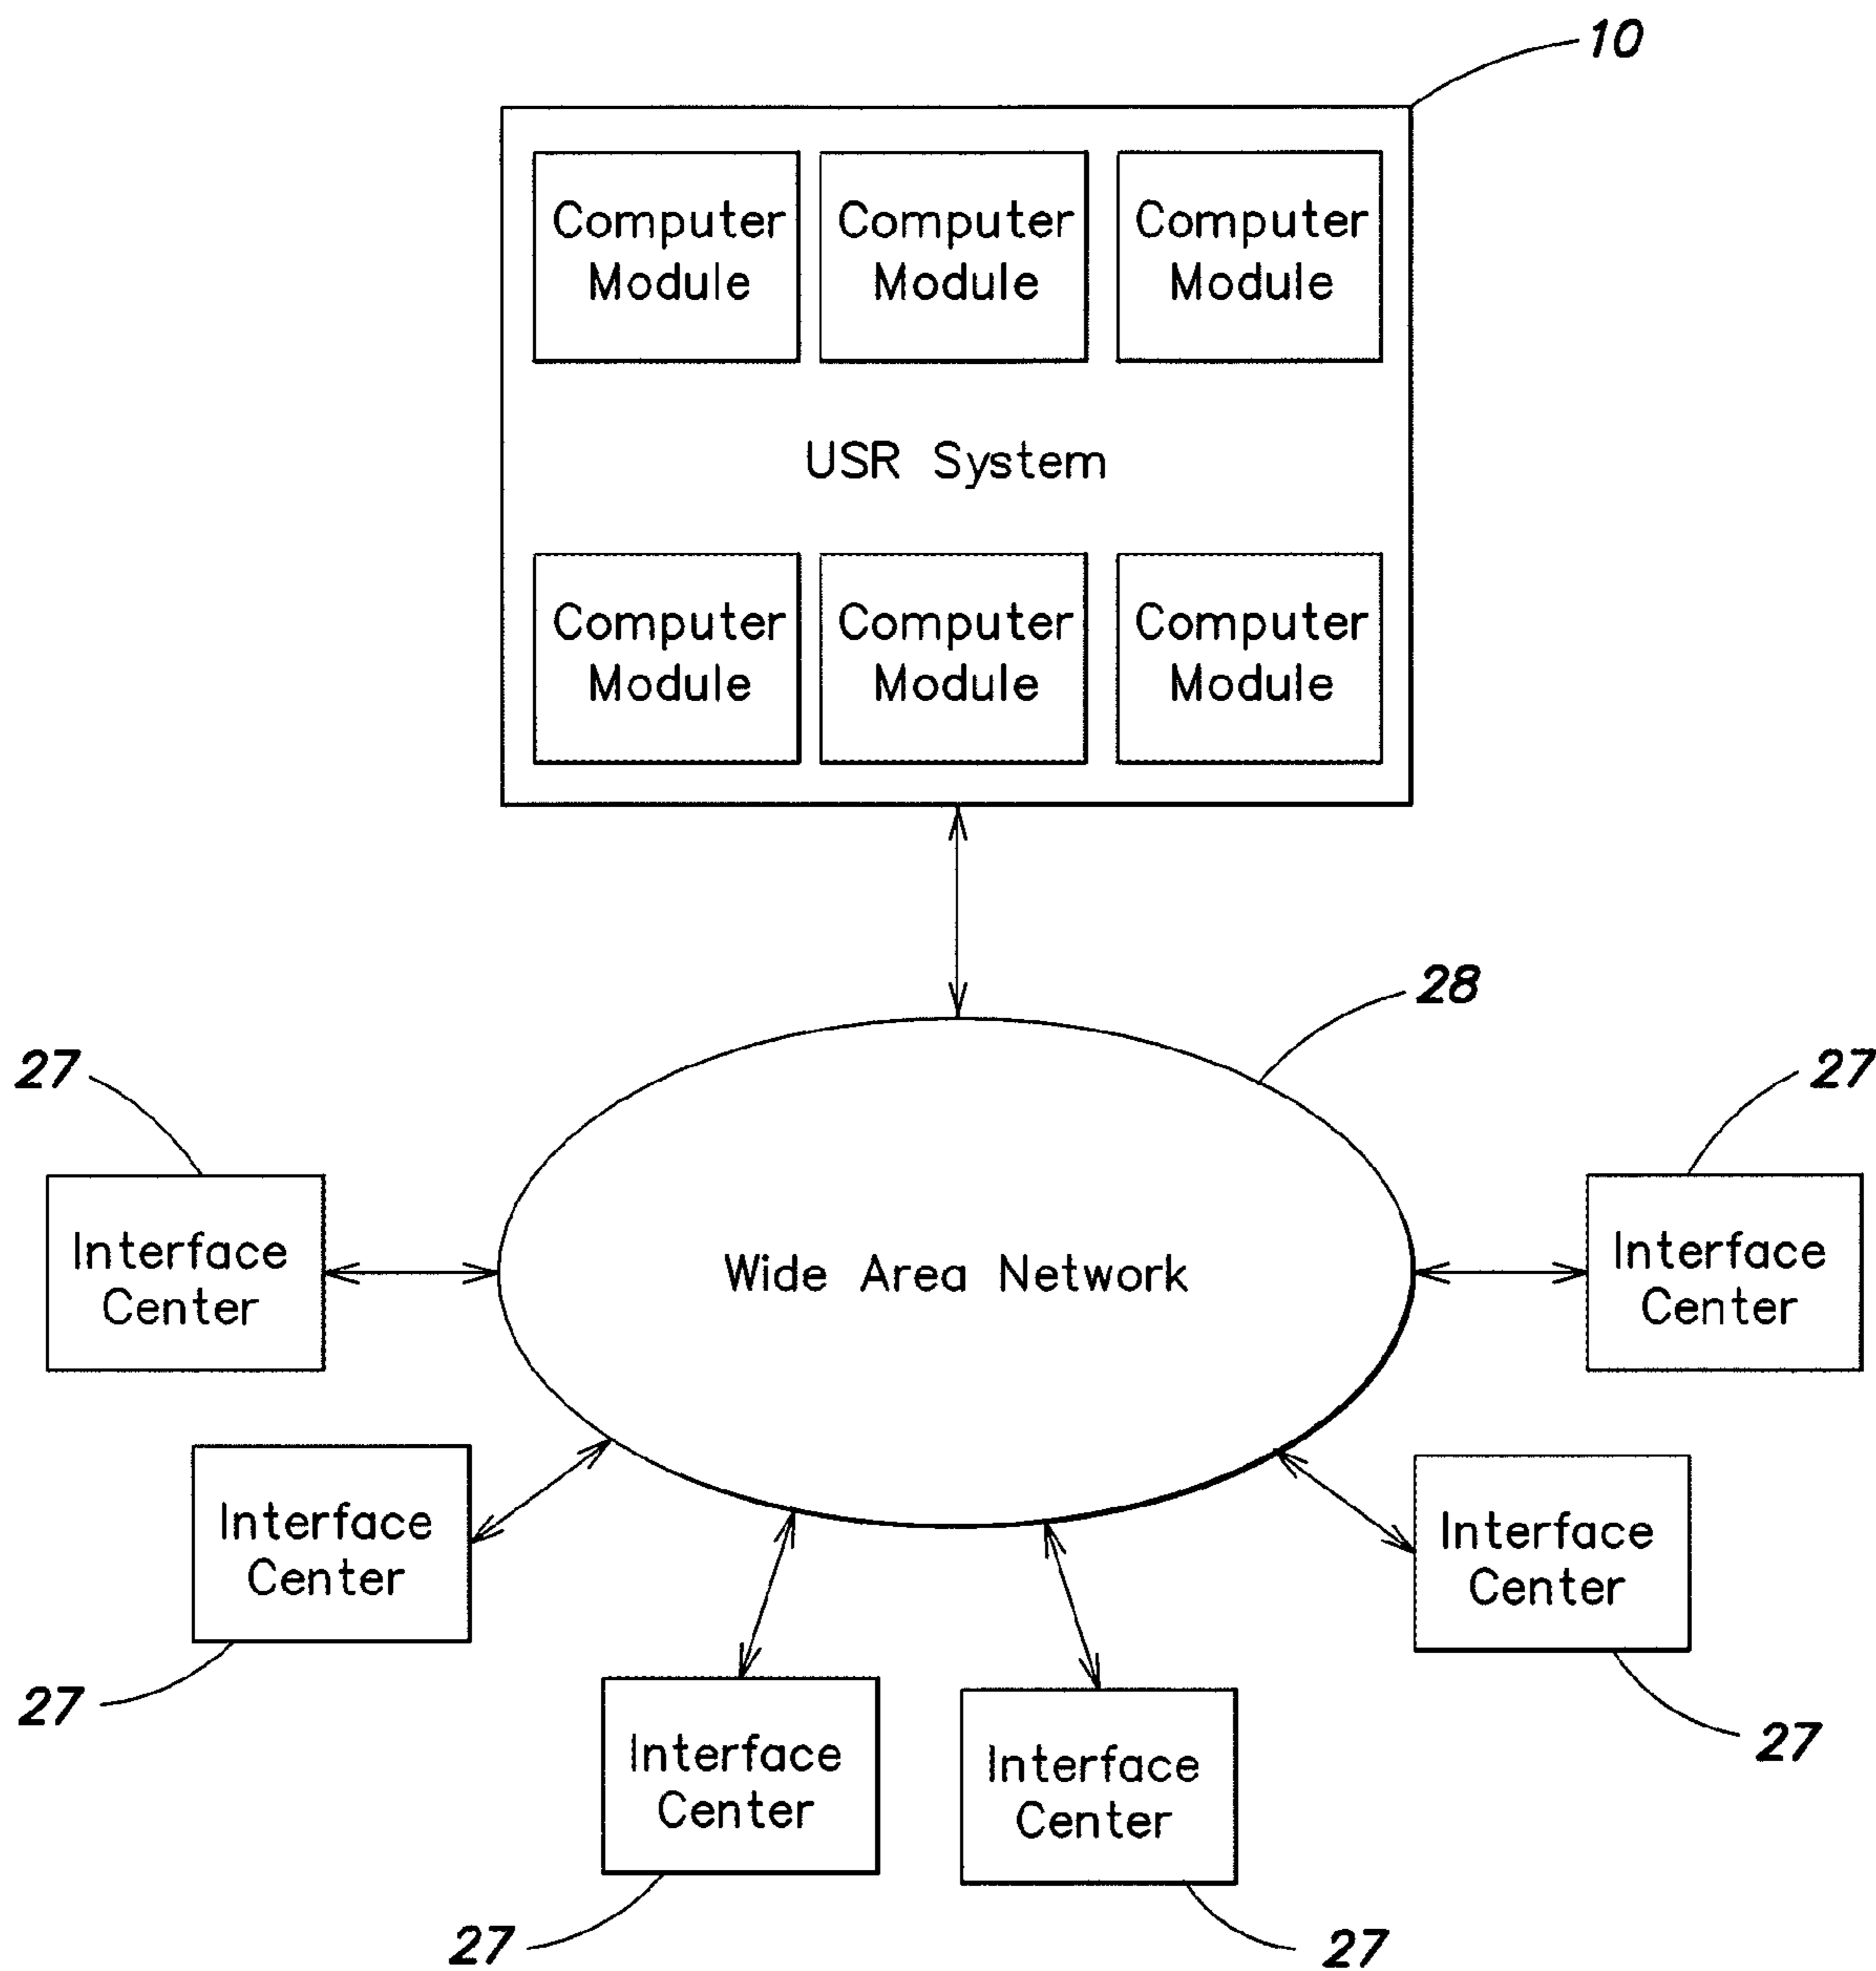 10
Computer
Module
Computer
Module
Computer
Module
USR System
Computer
Module
Computer
Module
Computer
Module
28
27
27
Interface
Center
Wide Area Network
Interface
Center
Interface
Center
Interface
Center
27
27
Interface
Center
Interface
Center
27
27